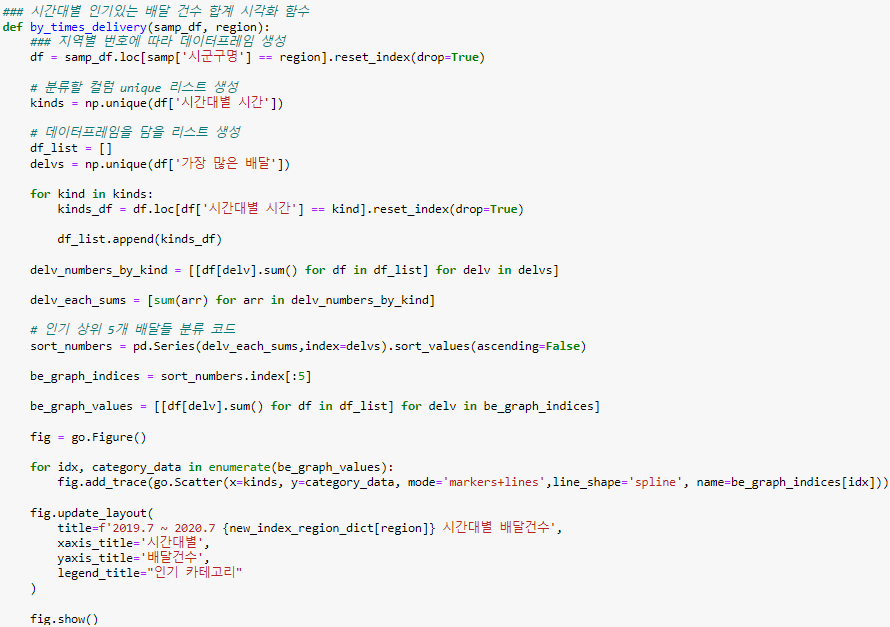 ### 시간대별 인기있는 배달 건수 합계 시각화 함수
def by_times_delivery(samp_df, region):
    ### 지역별 번호에 따라 데이터프레임 생성
    df = samp_df.loc[samp['시군구명'] == region].reset_index(drop=True)

    # 분류할 컬럼 unique 리스트 생성
    kinds = np.unique(df['시간대별 시간'])

    # 데이터프레임을 담을 리스트 생성
    df_list = []
    delvs = np.unique(df['가장 많은 배달'])

    for kind in kinds:
        kinds_df = df.loc[df['시간대별 시간'] == kind].reset_index(drop=True)

        df_list.append(kinds_df)

    delv_numbers_by_kind = [[df[delv].sum() for df in df_list] for delv in delvs]

    delv_each_sums = [sum(arr) for arr in delv_numbers_by_kind]

    # 인기 상위 5개 배달들 분류 코드
    sort_numbers = pd.Series(delv_each_sums,index=delvs).sort_values(ascending=False)

    be_graph_indices = sort_numbers.index[:5]

    be_graph_values = [[df[delv].sum() for df in df_list] for delv in be_graph_indices]

    fig = go.Figure()

    for idx, category_data in enumerate(be_graph_values):
        fig.add_trace(go.Scatter(x=kinds, y=category_data, mode='markers+lines',line_shape='spline', name=be_graph_indices[idx]))

    fig.update_layout(
        title=f'2019.7 ~ 2020.7 {new_index_region_dict[region]} 시간대별 배달건수',
        xaxis_title='시간대별',
        yaxis_title='배달건수',
        legend_title="인기 카테고리"
    )

    fig.show()